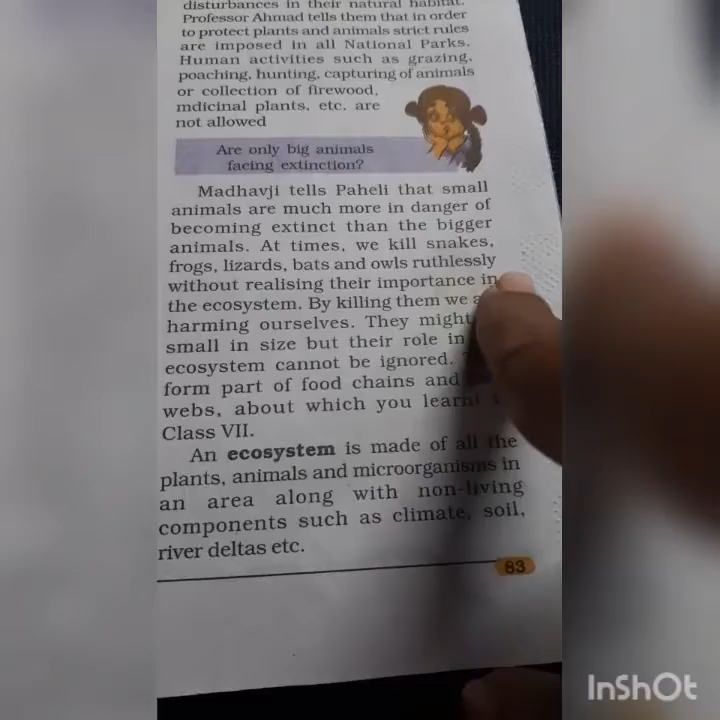 disturbances in their natural habitat.
Professor Ahmad tells them that in order
to protect plants and animals strict rules
are imposed in all National Parks.
Human activities such as grazing,
poaching, hunting, capturing of animals
or collection of firewood,
mdicinal plants, etc. are
not allowed
Are only big animals
facing extinction?
Madhavji tells Paheli that small
animals are much more in danger of
becoming extinct than the bigger
animals. At times, we kill snakes,
frogs, lizards, bats and owls ruthlessly
without realising their importance in
the ecosystem. By killing them we
harming ourselves. They might
small in size but their role in
ecosystem cannot be ignored.
form part of food chains and
webs, about which you learnt
Class VII.
An ecosystem is made of all the
plants, animals and microorganisms in
an area along with non-living
components such as climate, soil,
river deltas etc.
83
InShOt